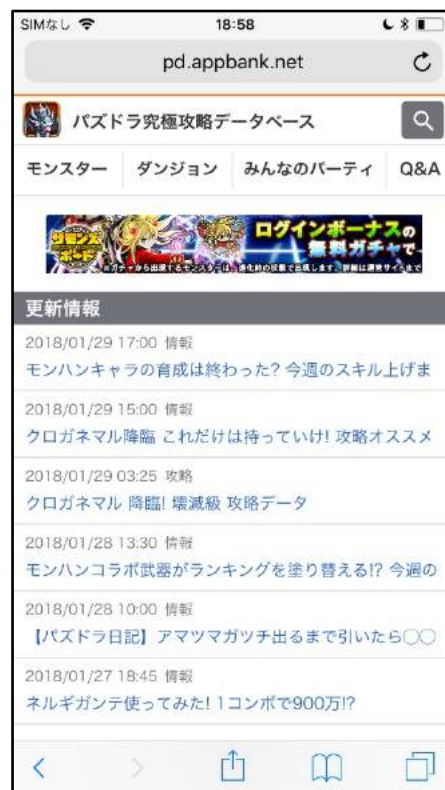 SIMなし 18:58
pd.appbank.net
パズドラ究極攻略データベース
モンスター ダンジョン みんなのパーティ Q&A
サモンズボード
ログインボーナスの
無料ガチャで
更新情報
2018/01/29 17:00 情報
モンハンキャラの育成は終わった? 今週のスキル上げま
2018/01/29 15:00 情報
クロガネマル降臨 これだけは持っていけ! 攻略オススメ
2018/01/29 03:25 攻略
クロガネマル 降臨! 壊滅級 攻略データ
2018/01/28 13:30 情報
モンハンコラボ武器がランキングを塗り替える!? 今週の
2018/01/28 10:00 情報
【パズドラ日記】アマツマガツチ出るまで引いたら〇〇
2018/01/27 18:45 情報
ネルギガンテ使ってみた! 1コンボで900万!?